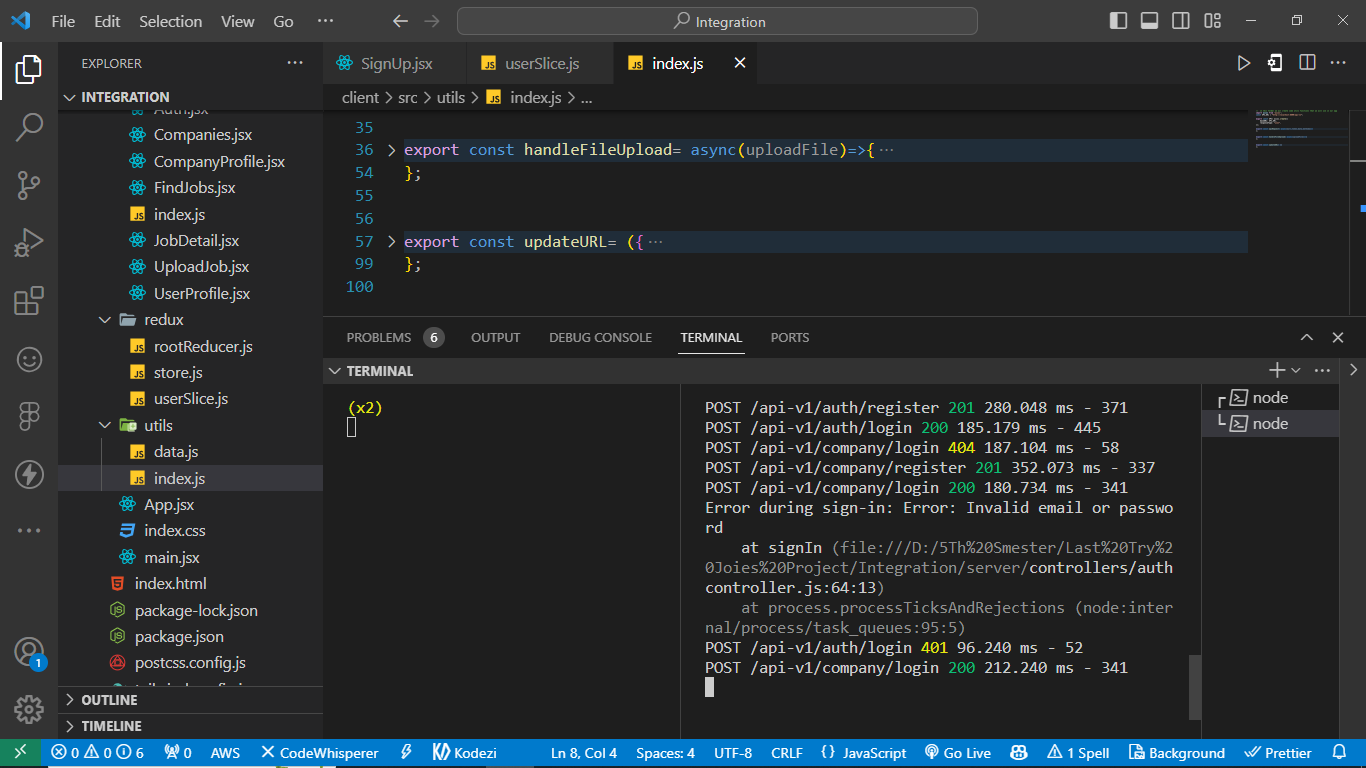 File Edit Selection View Go ··· Integration
EXPLORER ···
INTEGRATION
Auth.jsx
Companies.jsx
CompanyProfile.jsx
FindJobs.jsx
index.js
JobDetail.jsx
UploadJob.jsx
UserProfile.jsx
redux
rootReducer.js
store.js
userSlice.js
utils
data.js
index.js
App.jsx
index.css
main.jsx
index.html
package-lock.json
package.json
postcss.config.js
OUTLINE
TIMELINE
SignUp.jsx userSlice.js index.js
client > src > utils > index.js > ...
35
36 export const handleFileUpload= async(uploadFile)=>{ ···
54 };
55
56
57 export const updateURL= ({ ···
99 };
100
PROBLEMS 6 OUTPUT DEBUG CONSOLE TERMINAL PORTS
TERMINAL
(x2)
POST /api-v1/auth/register 201 280.048 ms - 371
POST /api-v1/auth/login 200 185.179 ms - 445
POST /api-v1/company/login 404 187.104 ms - 58
POST /api-v1/company/register 201 352.073 ms - 337
POST /api-v1/company/login 200 180.734 ms - 341
Error during sign-in: Error: Invalid email or passwo
rd
at signIn (file:///D:/5Th%20Smester/Last%20Try%2
0Joies%20Project/Integration/server/controllers/auth
controller.js:64:13)
at process.processTicksAndRejections (node:inter
nal/process/task_queues:95:5)
POST /api-v1/auth/login 401 96.240 ms - 52
POST /api-v1/company/login 200 212.240 ms - 341
node
node
1
0 0 6 0 AWS CodeWhisperer Kodezi Ln 8, Col 4 Spaces: 4 UTF-8 CRLF {} JavaScript Go Live 1 Spell Background Prettier